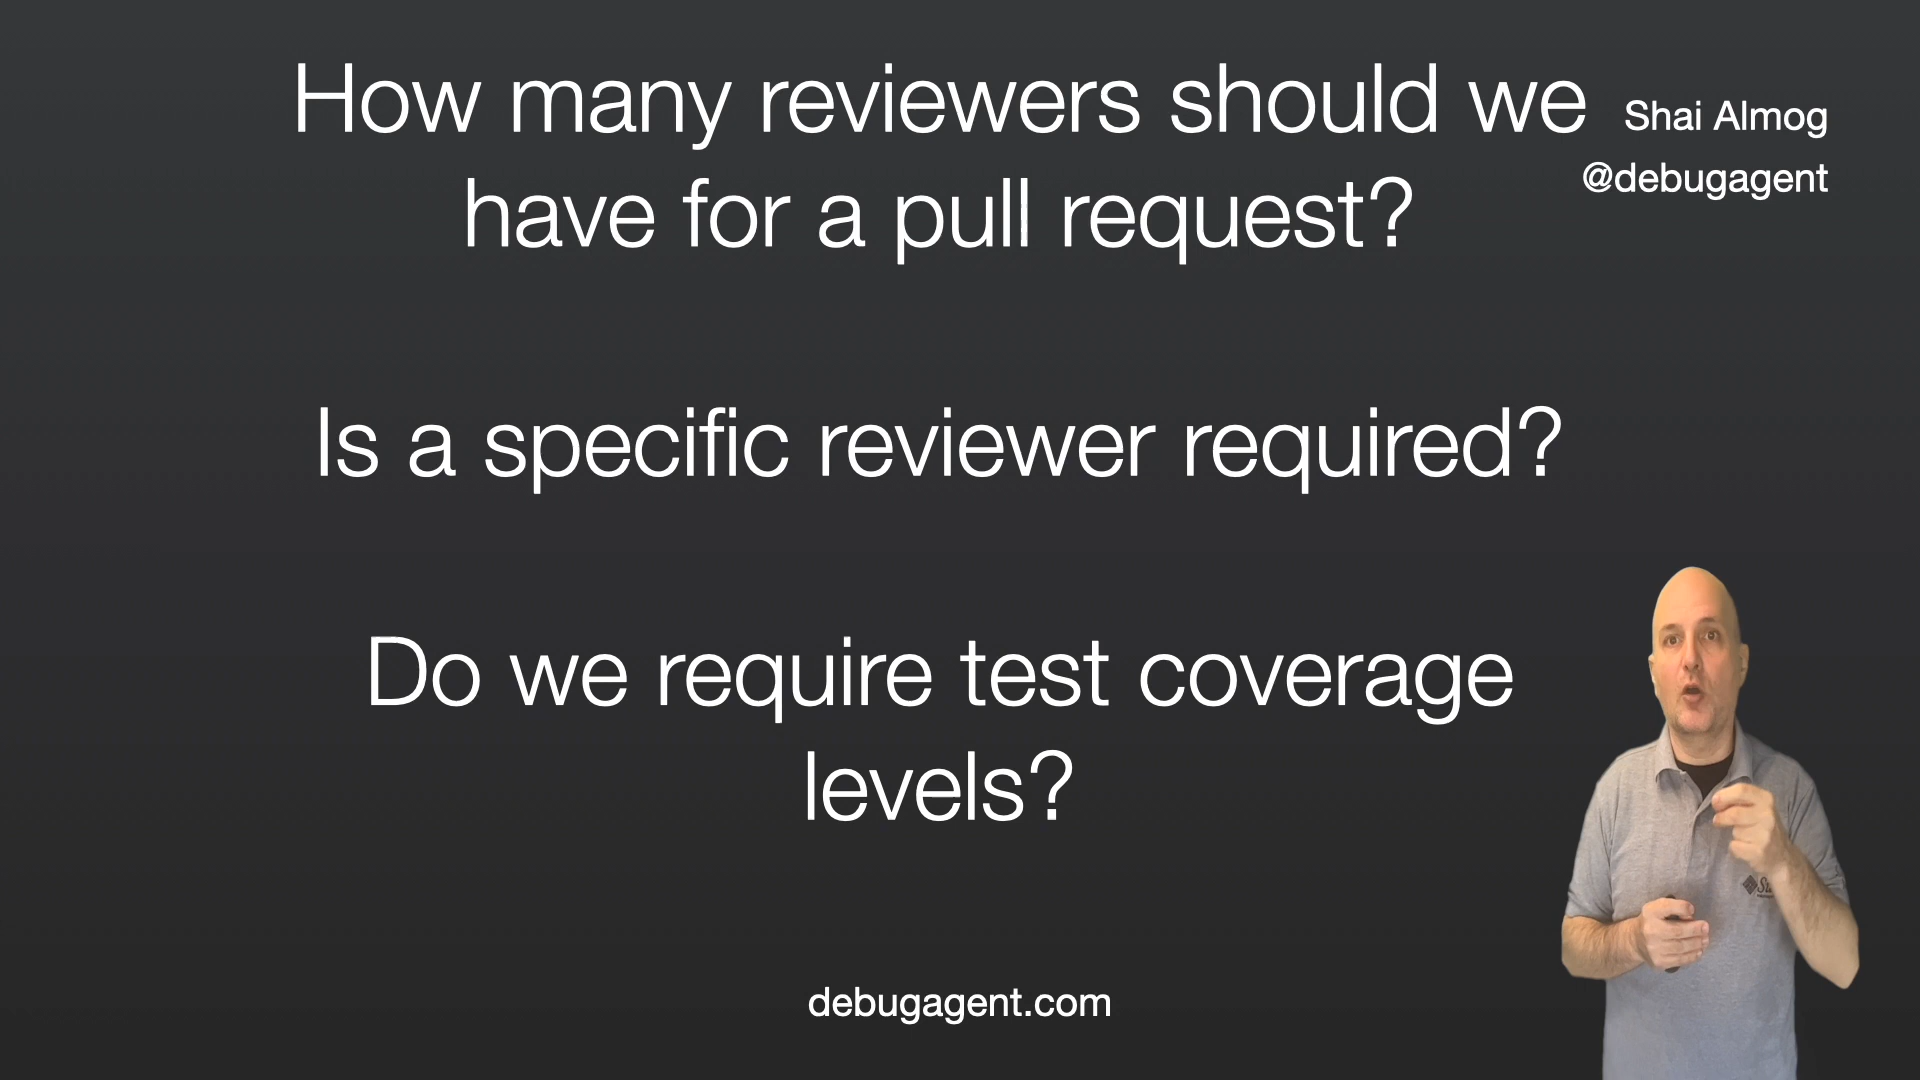 How many reviewers should we
have for a pull request?
Shai Almog
@debugagent
Is a specific reviewer required?
Do we require test coverage
levels?
debugagent.com